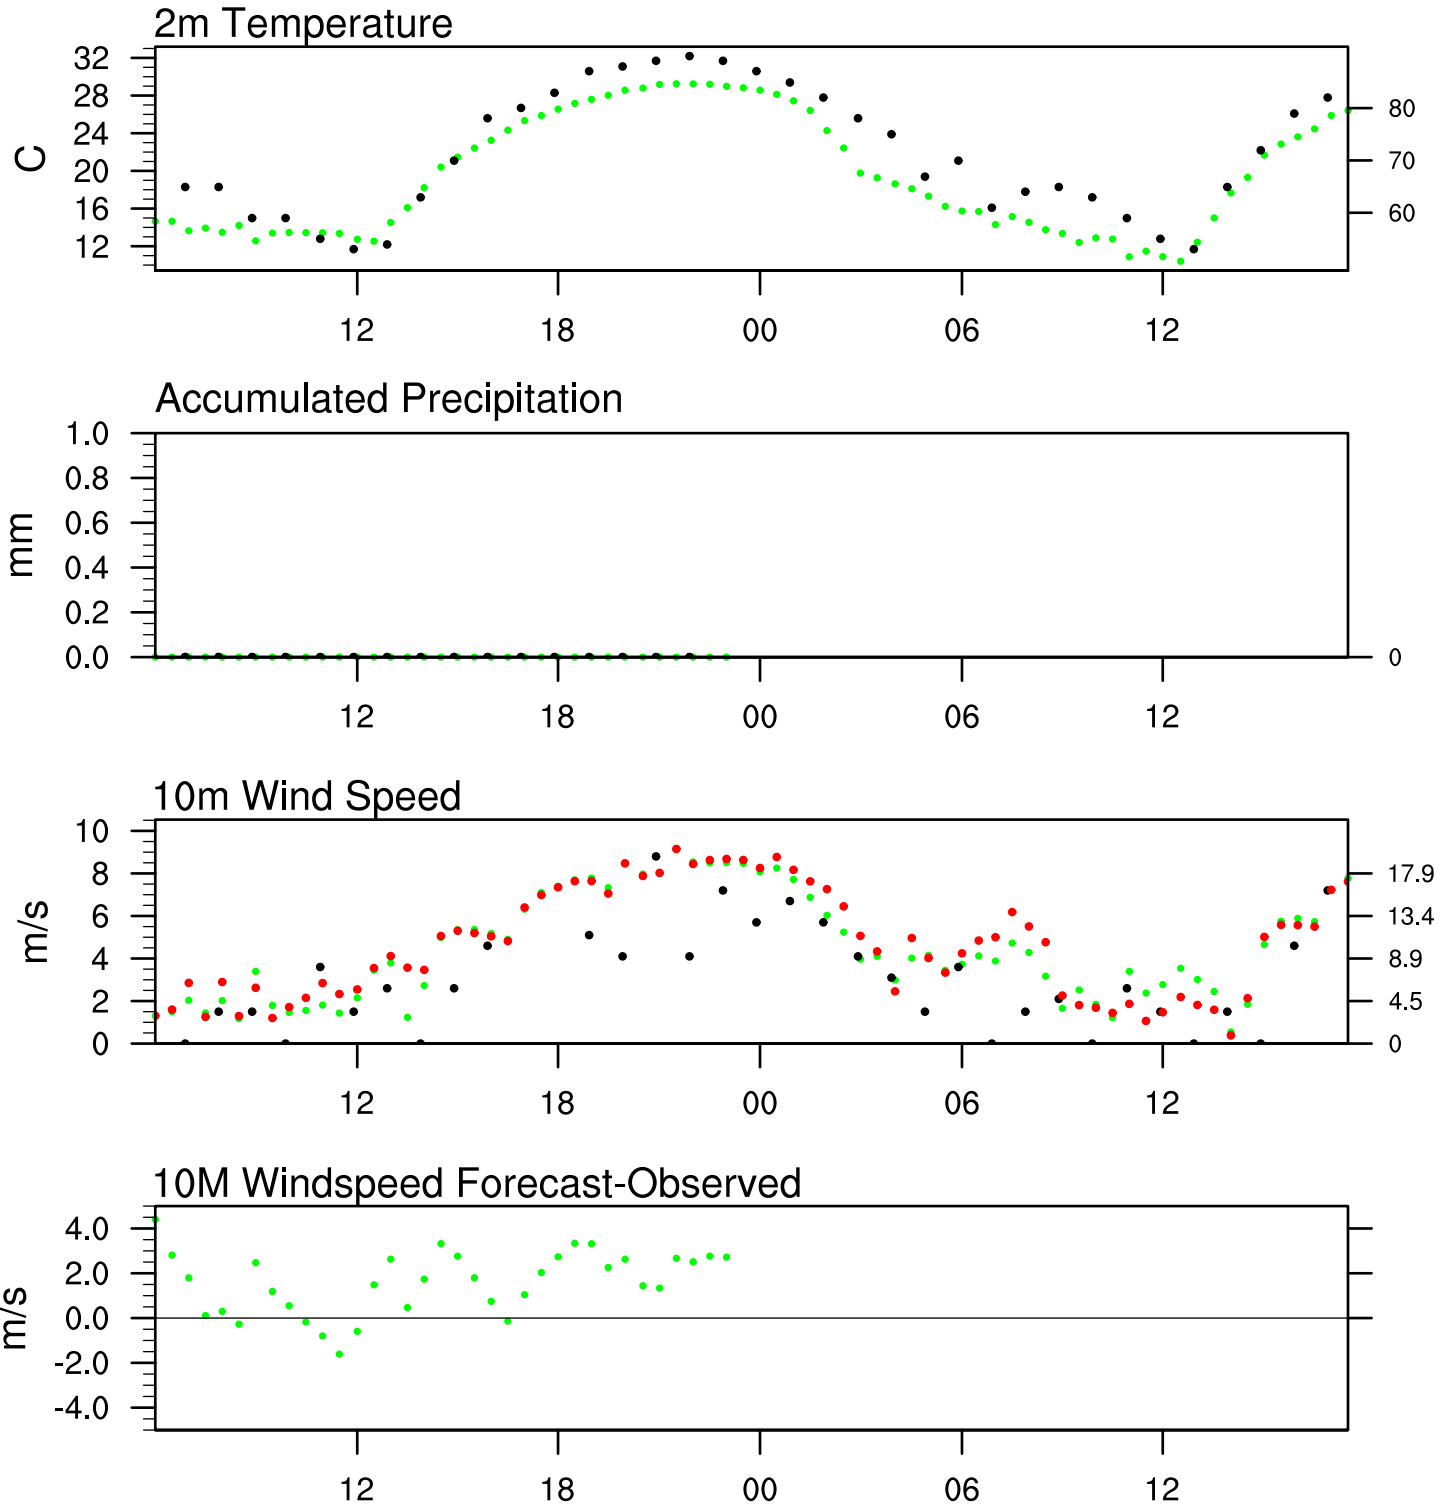 2m Temperature
32
28
24
20
16
12
C
80
70
60
12 18 00 06 12
Accumulated Precipitation
1.0
0.8
0.6
0.4
0.2
0.0
mm
0
12 18 00 06 12
10m Wind Speed
10
8
6
4
2
0
m/s
17.9
13.4
8.9
4.5
0
12 18 00 06 12
10M Windspeed Forecast-Observed
4.0
2.0
0.0
-2.0
-4.0
m/s
12 18 00 06 12